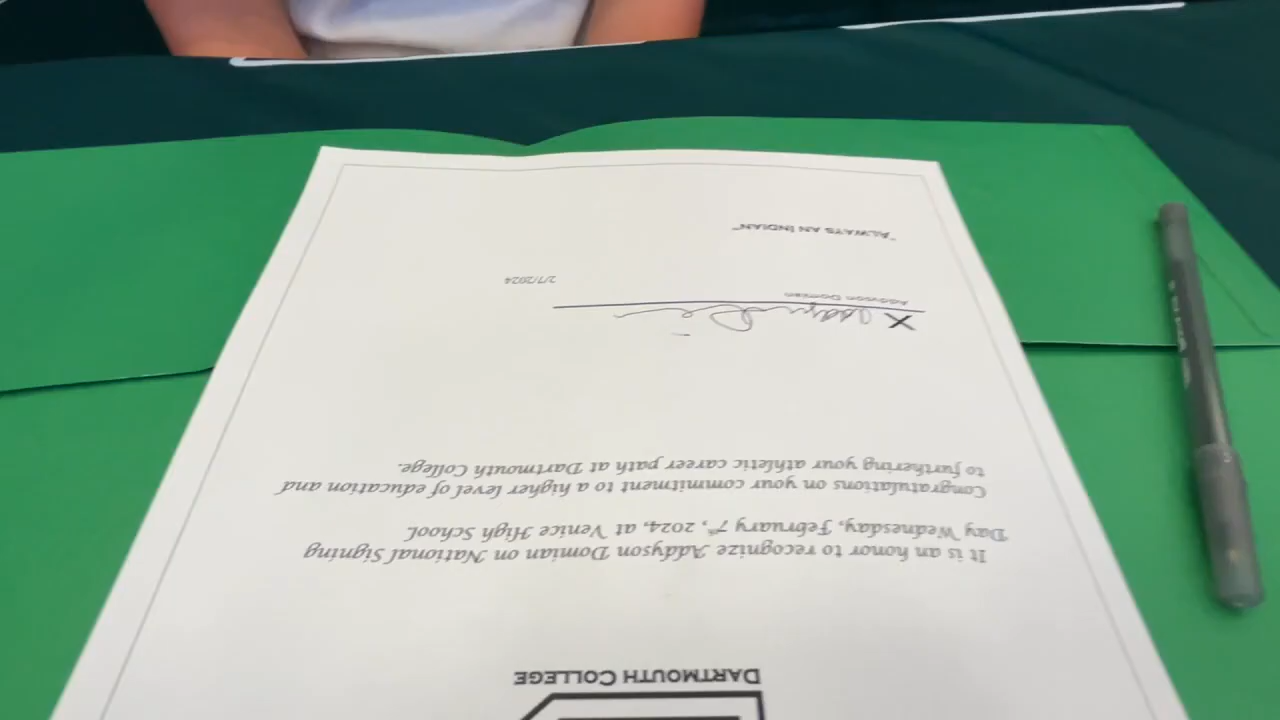 DARTMOUTH COLLEGE
It is an honor to recognize Addyson Domian on National Signing
Day Wednesday, February 7th, 2024, at Venice High School.
Congratulations on your commitment to a higher level of education and
to furthering your athletic career path at Dartmouth College.
X
Addyson Domian
2/7/2024
"ALWAYS AN INDIAN"